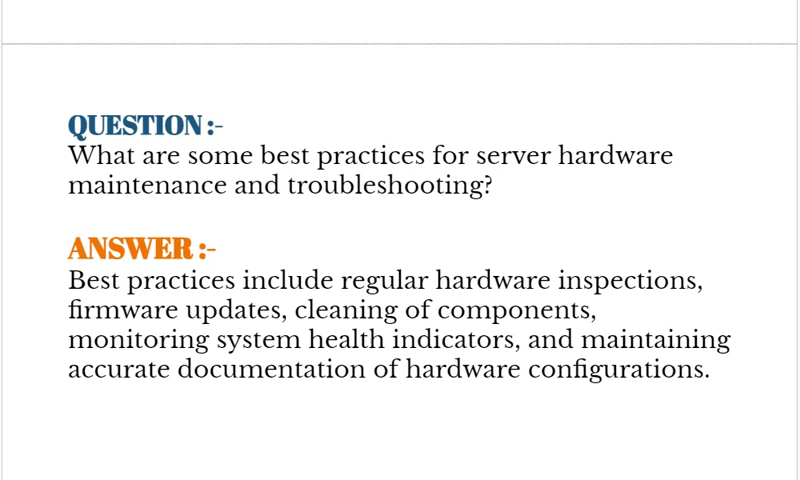 QUESTION :-
What are some best practices for server hardware
maintenance and troubleshooting?
ANSWER :-
Best practices include regular hardware inspections,
firmware updates, cleaning of components,
monitoring system health indicators, and maintaining
accurate documentation of hardware configurations.